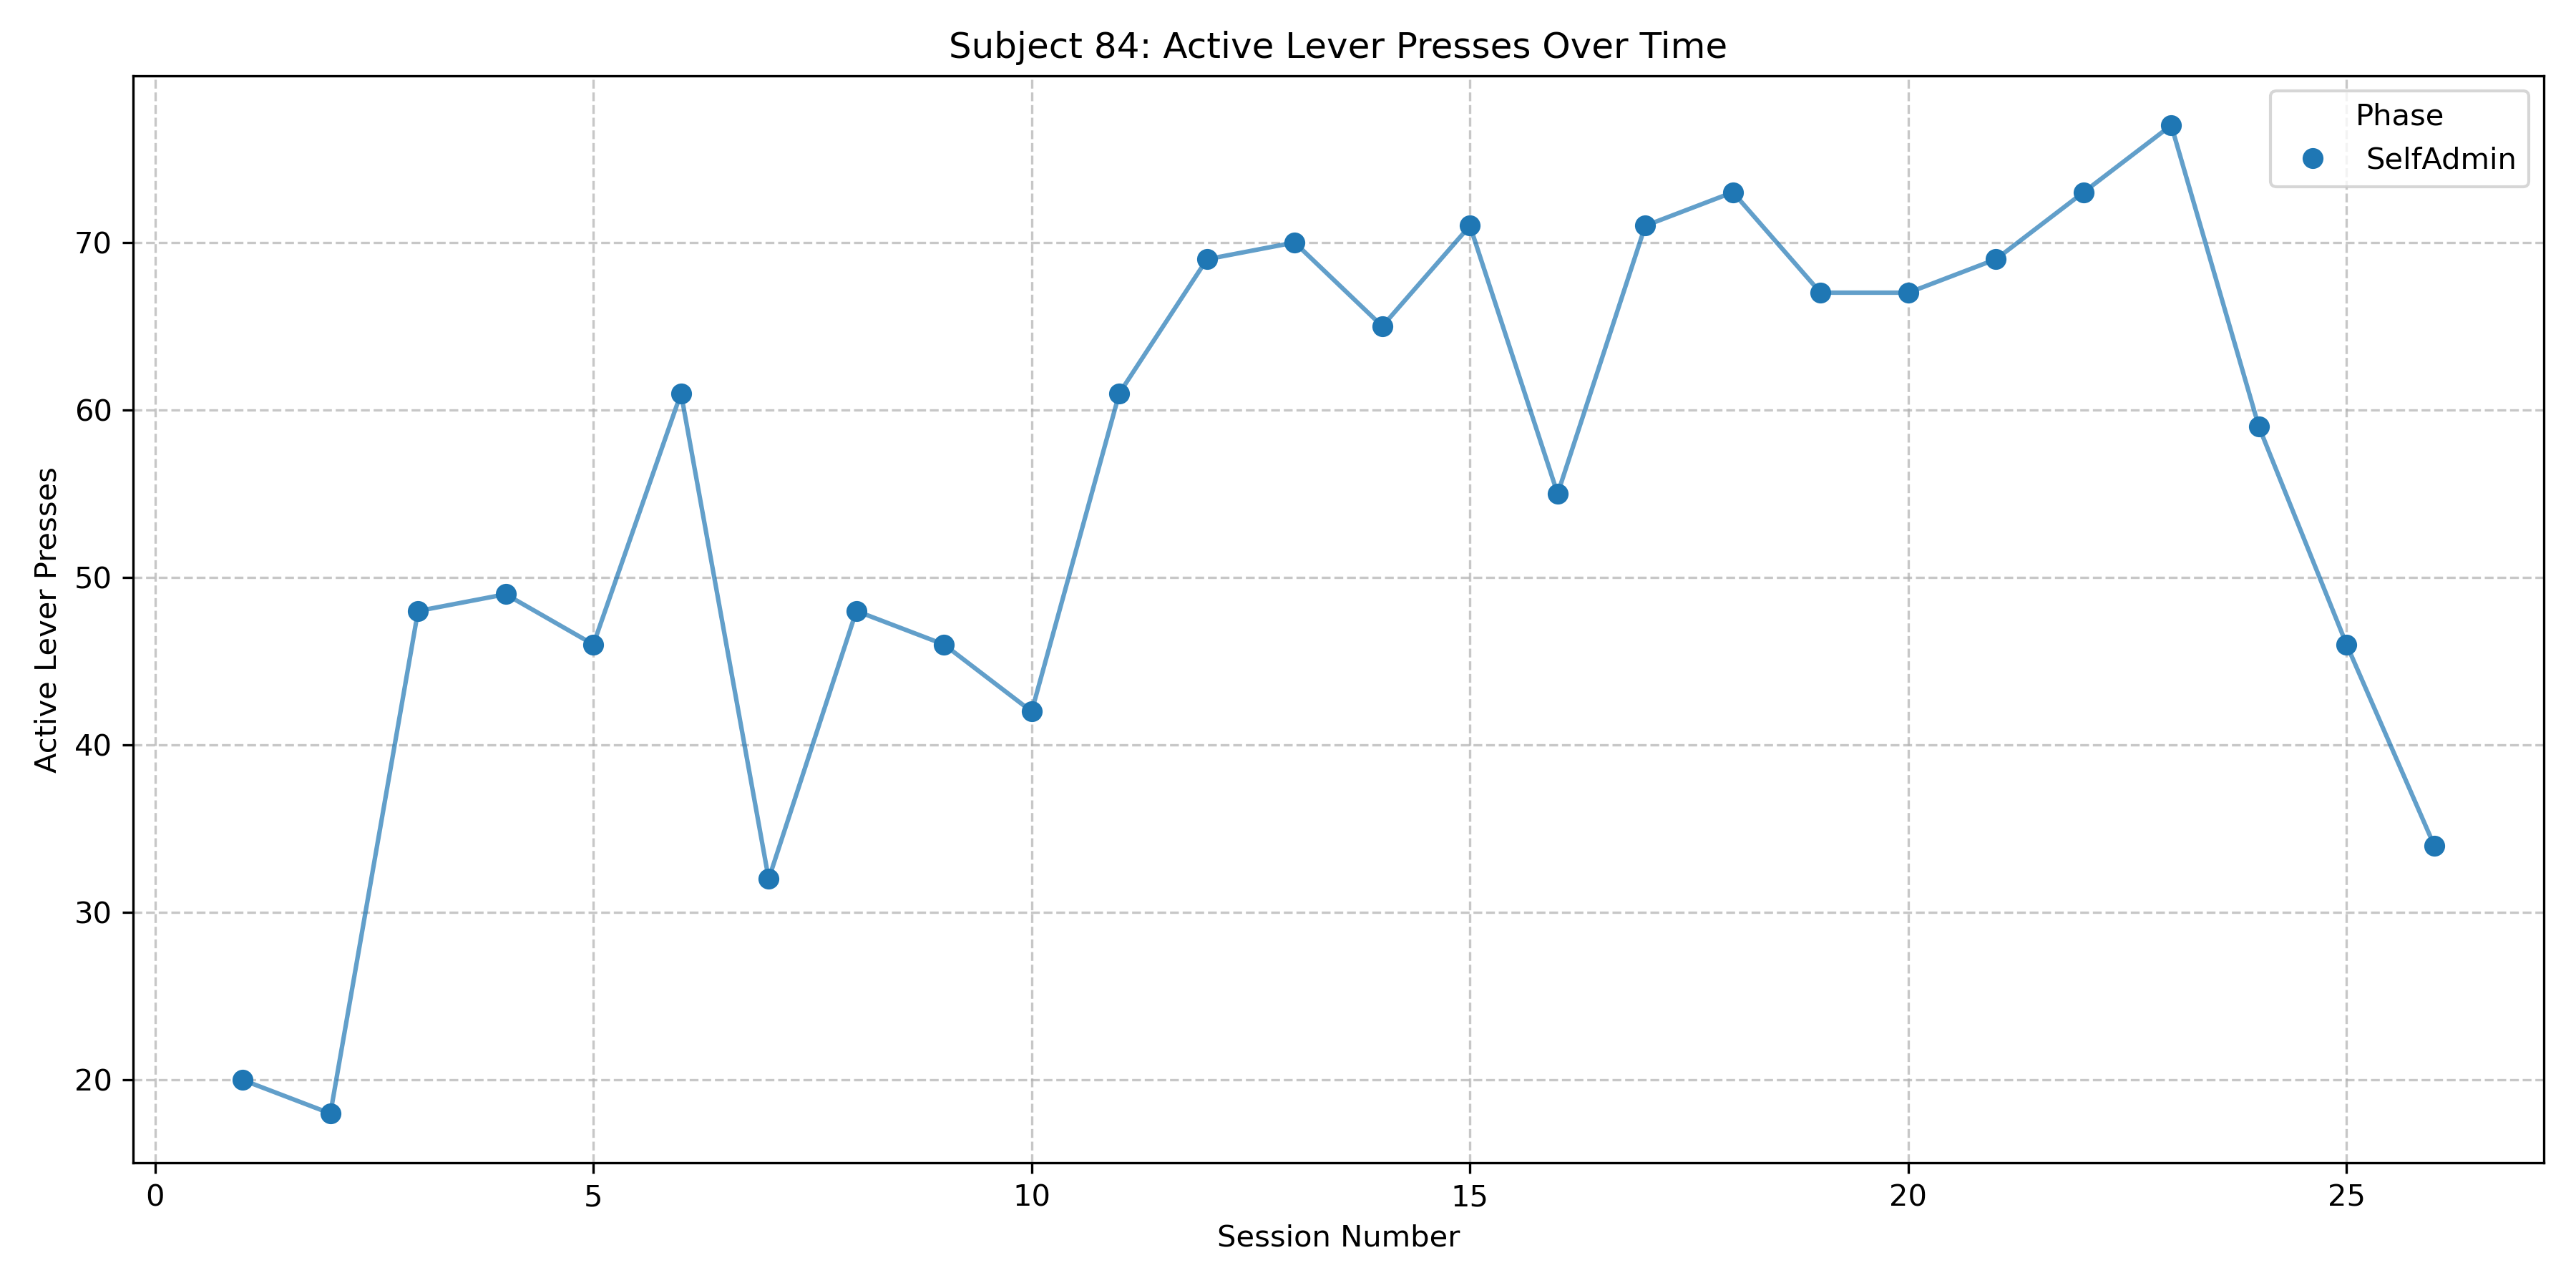 Subject 84: Active Lever Presses Over Time
Phase
SelfAdmin
Active Lever Presses
70
60
50
40
30
20
0 5 10 15 20 25
Session Number